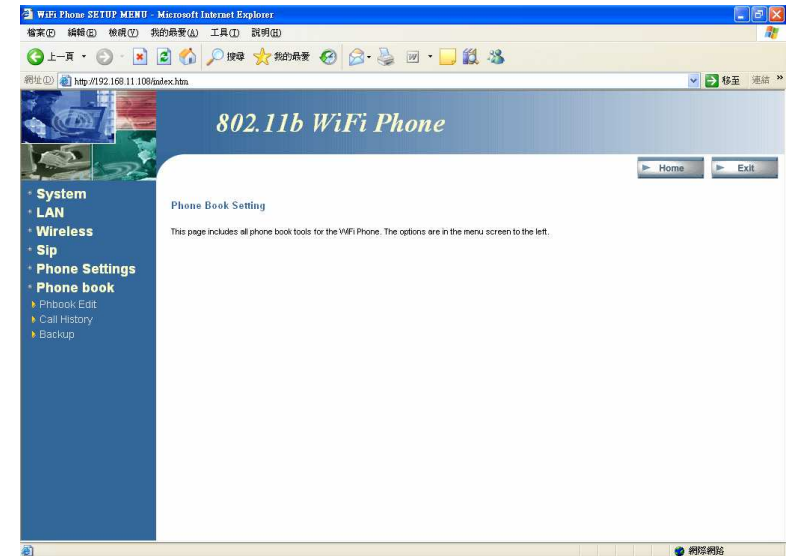 WiFi Phone SETUP MENU - Microsoft Internet Explorer
檔案(F) 編輯(E) 檢視(V) 我的最愛(A) 工具(T) 說明(H)
上一頁 搜尋 我的最愛
網址(D) http://192.168.11.108/index.htm 移至 連結 »
802.11b WiFi Phone
Home Exit
System
LAN
Wireless
Sip
Phone Settings
Phone book
Phbook Edit
Call History
Backup
Phone Book Setting
This page includes all phone book tools for the WiFi Phone. The options are in the menu screen to the left.
網際網路